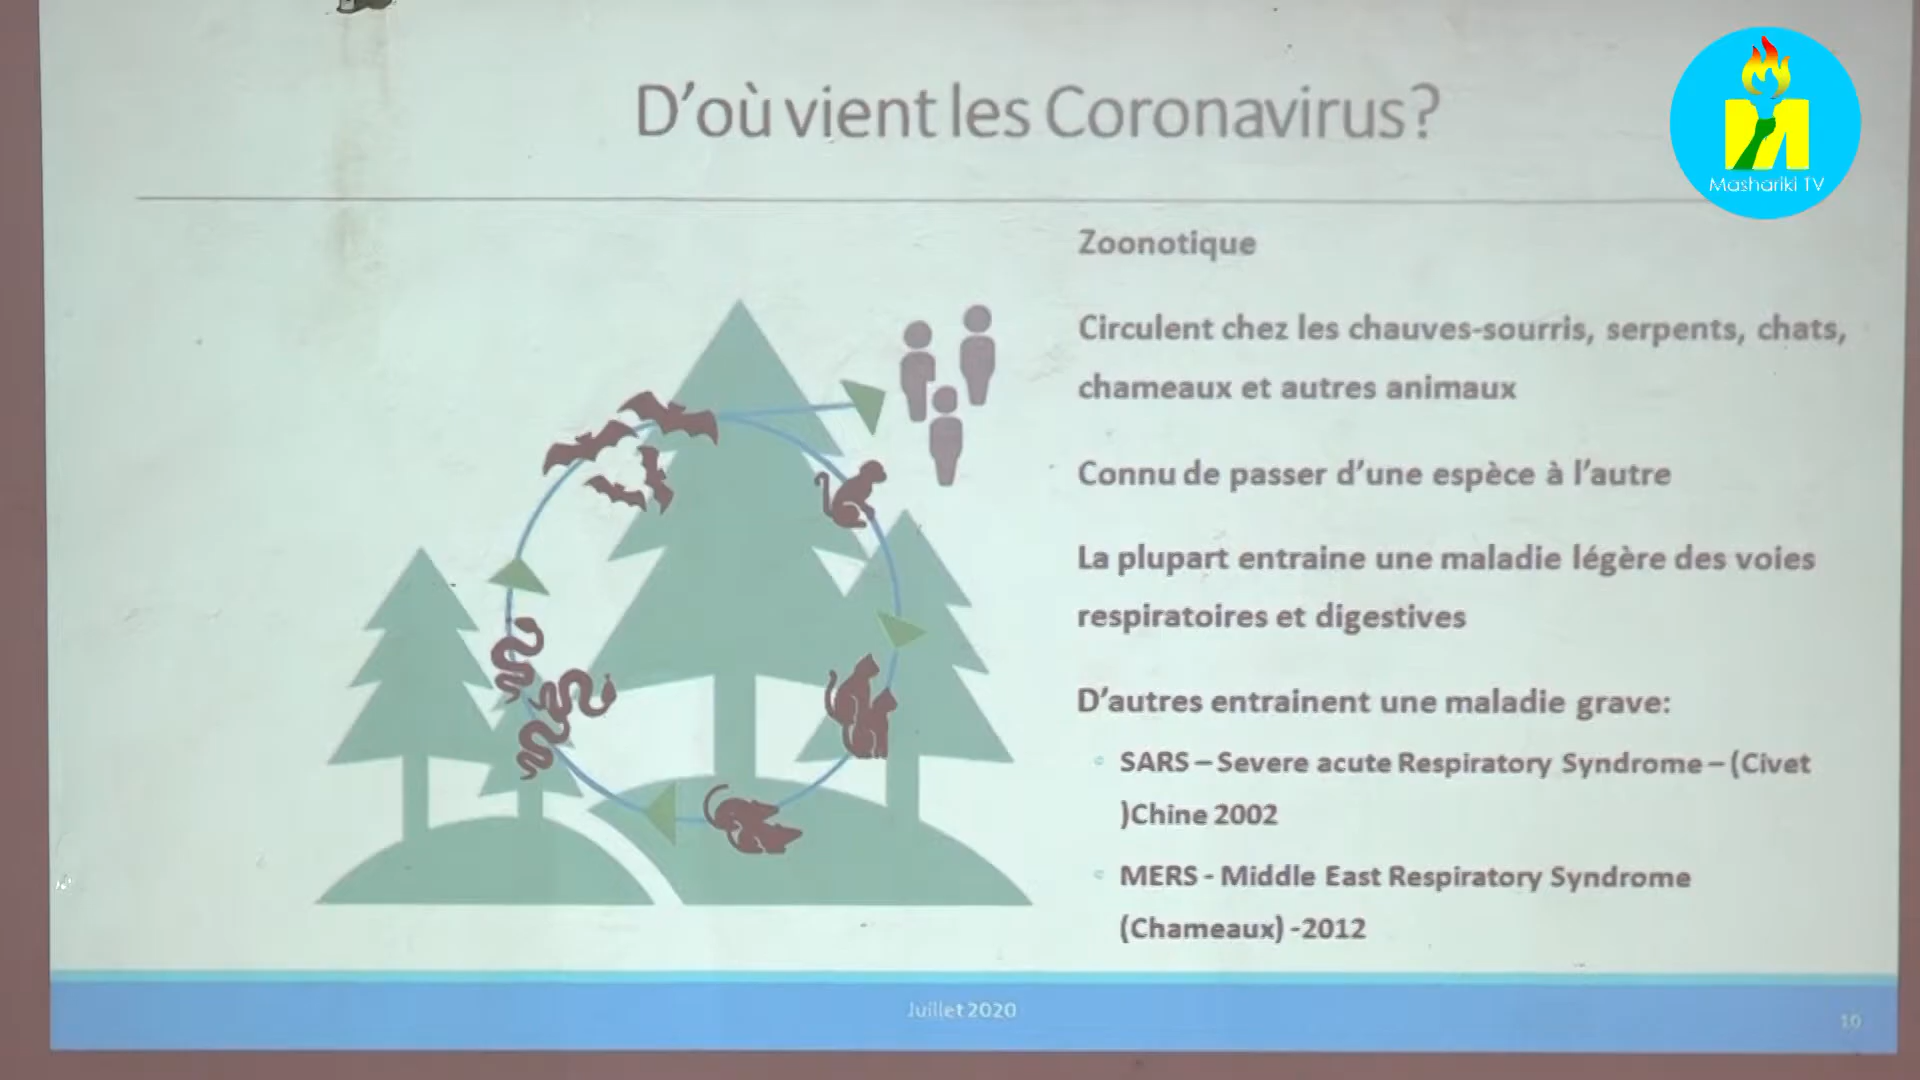 D'où vient les Coronavirus?
Mashariki TV
Zoonotique
Circulent chez les chauves-sourris, serpents, chats,
chameaux et autres animaux
Connu de passer d'une espèce à l'autre
La plupart entraine une maladie légère des voies
respiratoires et digestives
D'autres entrainent une maladie grave:
SARS – Severe acute Respiratory Syndrome – (Civet
)Chine 2002
MERS - Middle East Respiratory Syndrome
(Chameaux) -2012
Juillet 2020
10